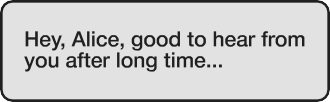 Hey, Alice, good to hear from
you after long time...